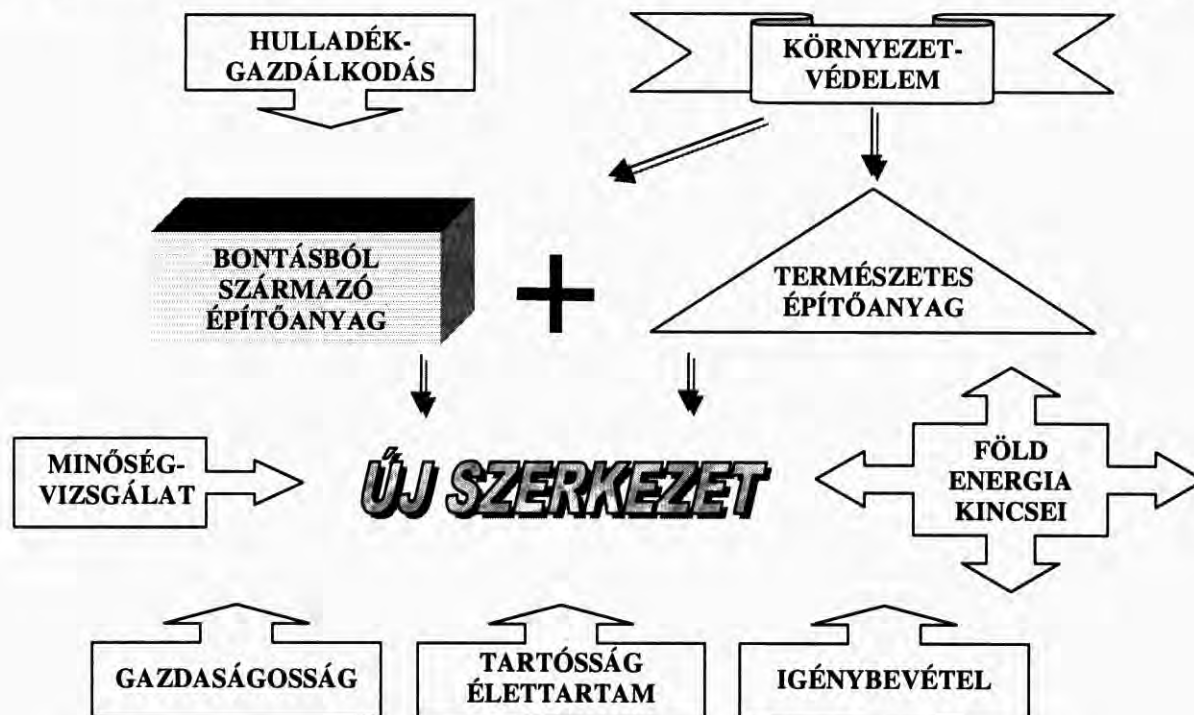 HULLADÉK-
GAZDÁLKODÁS
KÖRNYEZET-
VÉDELEM
BONTÁSBÓL
SZÁRMAZÓ
ÉPÍTŐANYAG
+
TERMÉSZETES
ÉPÍTŐANYAG
MINŐSÉG-
VIZSGÁLAT
ŰJ SZERKEZET
FÖLD
ENERGIA
KINCSEI
GAZDASÁGOSSÁG
TARTÓSSÁG
ÉLETTARTAM
IGÉNYBEVÉTEL